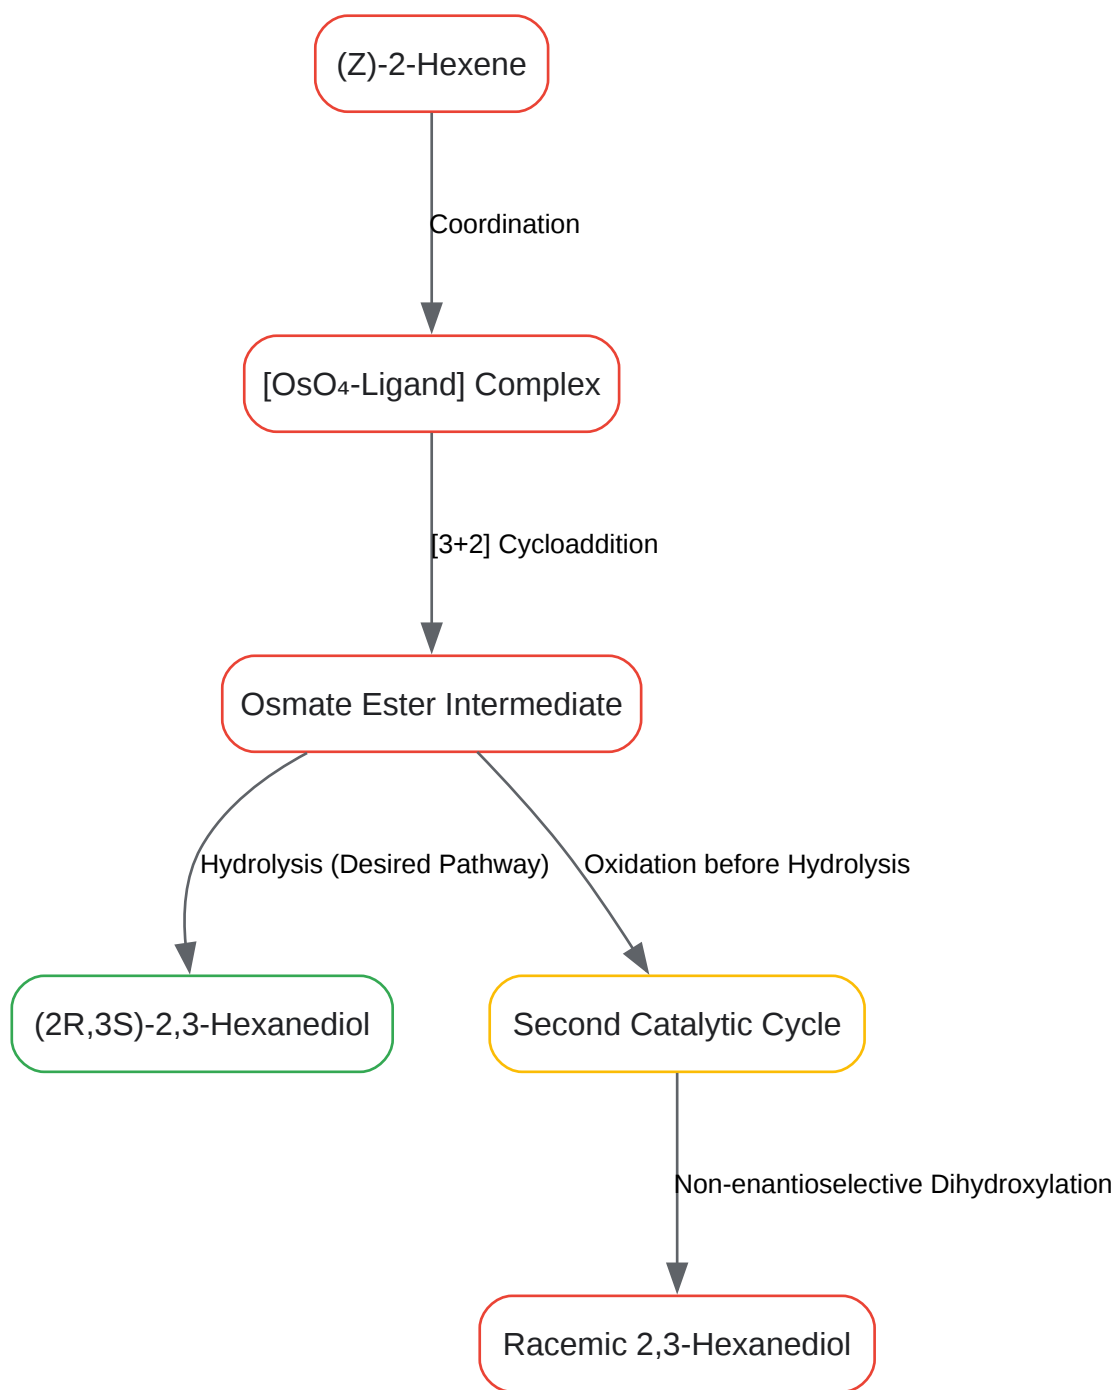 (Z)-2-Hexene
Coordination
[OsO₄-Ligand] Complex
[3+2] Cycloaddition
Osmate Ester Intermediate
Hydrolysis (Desired Pathway)
Oxidation before Hydrolysis
(2R,3S)-2,3-Hexanediol
Second Catalytic Cycle
Non-enantioselective Dihydroxylation
Racemic 2,3-Hexanediol